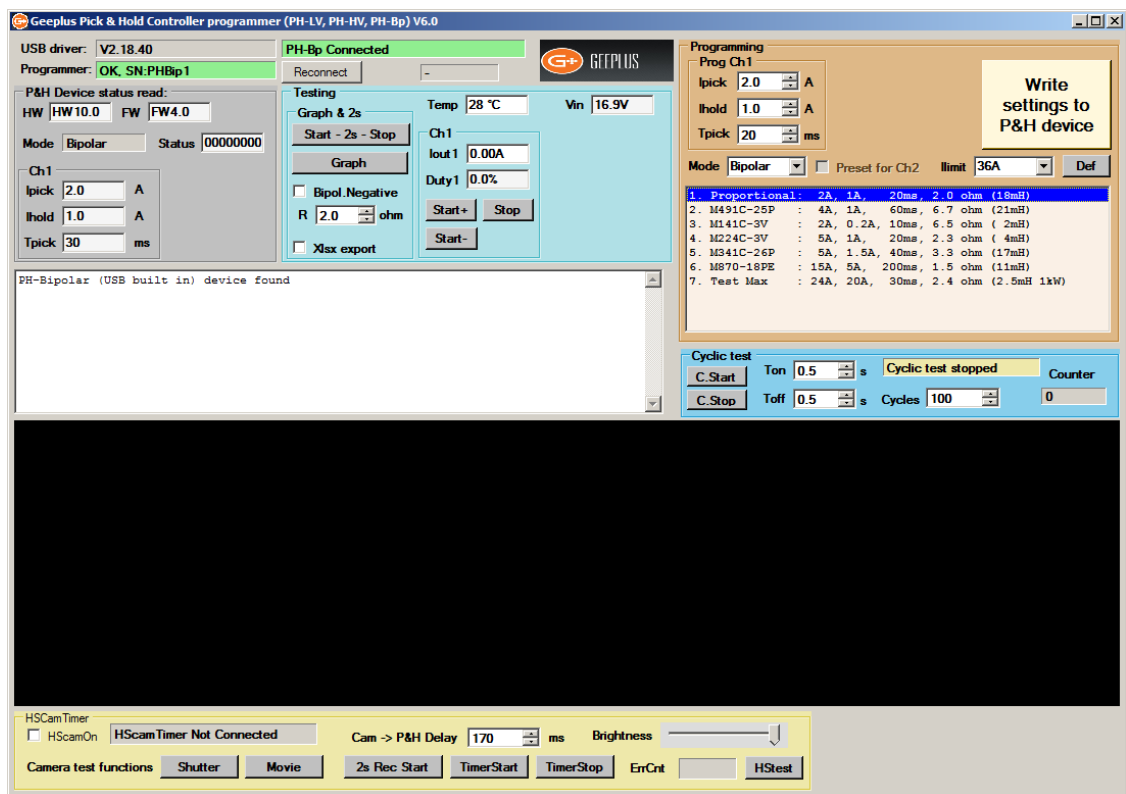 Geeplus Pick & Hold Controller programmer (PH-LV, PH-HV, PH-Bp) V6.0
USB driver: V2.18.40
Programmer: OK, SN:PHBip1
PH-Bp Connected
Reconnect -
G+ GEEPLUS
P&H Device status read:
HW HW10.0 FW FW4.0
Mode Bipolar Status 00000000
Ch1
Ipick 2.0 A
Ihold 1.0 A
Tpick 30 ms
Testing
Graph & 2s
Start - 2s - Stop
Graph
Bipol.Negative
R 2.0 ohm
Xlsx export
Temp 28 °C Vin 16.9V
Ch1
Iout1 0.00A
Duty1 0.0%
Start+ Stop
Start-
Programming
Prog Ch1
Ipick 2.0 A
Ihold 1.0 A
Tpick 20 ms
Write
settings to
P&H device
Mode Bipolar Preset for Ch2 Ilimit 36A Def
1. Proportional: 2A, 1A, 20ms, 2.0 ohm (18mH)
2. M491C-25P : 4A, 1A, 60ms, 6.7 ohm (21mH)
3. M141C-3V : 2A, 0.2A, 10ms, 6.5 ohm ( 2mH)
4. M224C-3V : 5A, 1A, 20ms, 2.3 ohm ( 4mH)
5. M341C-26P : 5A, 1.5A, 40ms, 3.3 ohm (17mH)
6. M870-18PE : 15A, 5A, 200ms, 1.5 ohm (11mH)
7. Test Max : 24A, 20A, 30ms, 2.4 ohm (2.5mH 1kW)
PH-Bipolar (USB built in) device found
Cyclic test
C.Start Ton 0.5 s Cyclic test stopped Counter
C.Stop Toff 0.5 s Cycles 100 0
HSCamTimer
HScamOn HScamTimer Not Connected Cam -> P&H Delay 170 ms Brightness
Camera test functions Shutter Movie 2s Rec Start TimerStart TimerStop ErrCnt HStest